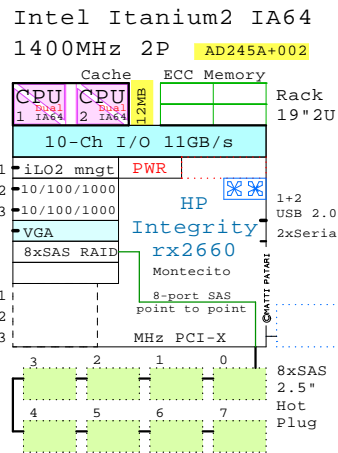 Intel Itanium2 IA64
1400MHz 2P AD245A+002
Cache ECC Memory
CPU CPU 12MB
Dual Dual
1 IA64 2 IA64
Rack
19"2U
10-Ch I/O 11GB/s
1 iLO2 mngt PWR
2 10/100/1000
3 10/100/1000
VGA
8xSAS RAID
HP
Integrity
rx2660
Montecito
1+2
USB 2.0
2xSeria
8-port SAS
point to point
©MATTI PATARI
1
2
3
MHz PCI-X
3 2 1 0
4 5 6 7
8xSAS
2.5"
Hot
Plug